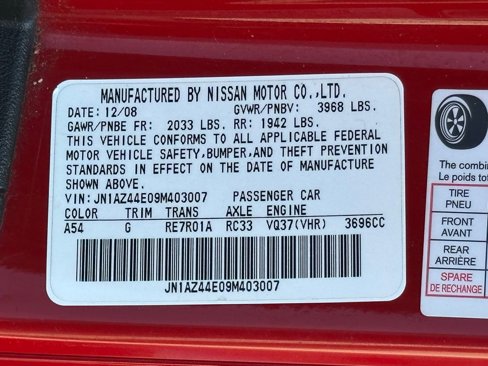 MANUFACTURED BY NISSAN MOTOR CO.,LTD.
DATE: 12/08 GVWR/PNBV: 3968 LBS.
GAWR/PNBE FR: 2033 LBS. RR: 1942 LBS.
THIS VEHICLE CONFORMS TO ALL APPLICABLE FEDERAL
MOTOR VEHICLE SAFETY,BUMPER,AND THEFT PREVENTION
STANDARDS IN EFFECT ON THE DATE OF MANUFACTURE
SHOWN ABOVE.
VIN: JN1AZ44E09M403007 PASSENGER CAR
COLOR TRIM TRANS AXLE ENGINE
A54 G RE7R01A RC33 VQ37(VHR) 3696CC
JN1AZ44E09M403007
The combin
Le poids tot
TIRE
PNEU
FRONT
AVANT
REAR
ARRIÈRE
SPARE
DE RECHANGE